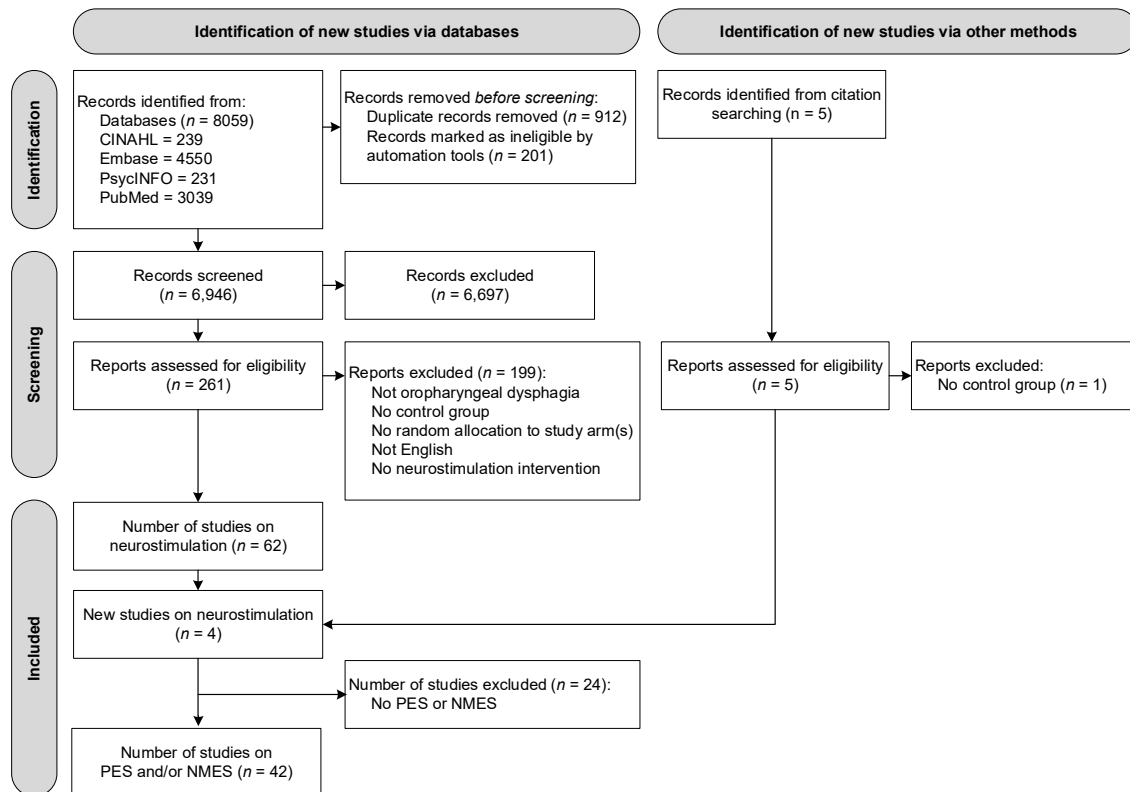 Identification of new studies via databases
Identification of new studies via other methods
Identification
Records identified from:
Databases (n = 8059)
CINAHL = 239
Embase = 4550
PsycINFO = 231
PubMed = 3039
Records removed before screening:
Duplicate records removed (n = 912)
Records marked as ineligible by
automation tools (n = 201)
Records identified from citation
searching (n = 5)
Screening
Records screened
(n = 6,946)
Records excluded
(n = 6,697)
Reports assessed for eligibility
(n = 261)
Reports excluded (n = 199):
Not oropharyngeal dysphagia
No control group
No random allocation to study arm(s)
Not English
No neurostimulation intervention
Reports assessed for eligibility
(n = 5)
Reports excluded:
No control group (n = 1)
Included
Number of studies on
neurostimulation (n = 62)
New studies on neurostimulation
(n = 4)
Number of studies excluded (n = 24):
No PES or NMES
Number of studies on
PES and/or NMES (n = 42)